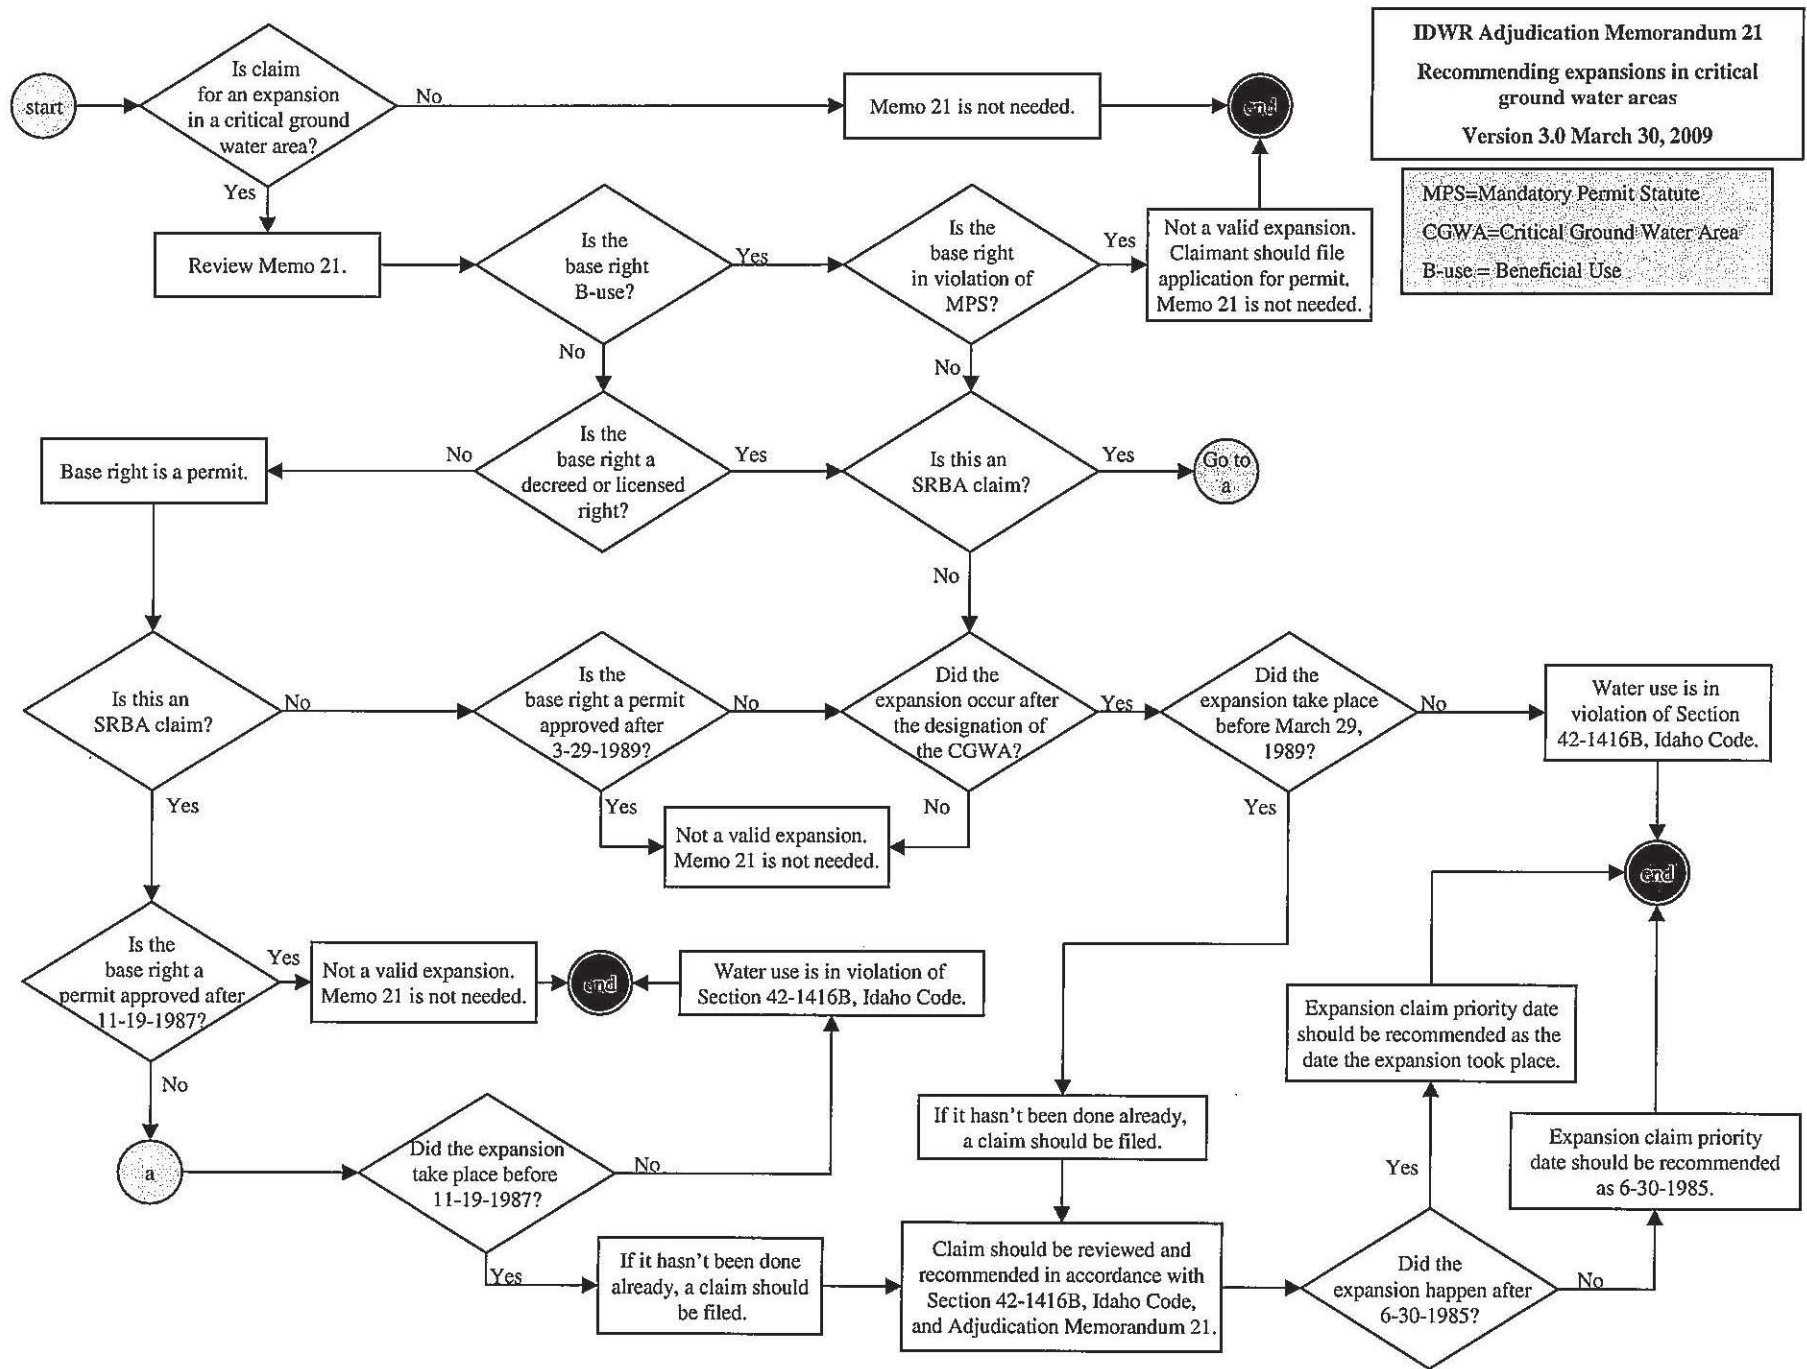 IDWR Adjudication Memorandum 21
Recommending expansions in critical
ground water areas
Version 3.0 March 30, 2009
MPS=Mandatory Permit Statute
CGWA=Critical Ground Water Area
B-use = Beneficial Use
start
Is claim
for an expansion
in a critical ground
water area?
No
Memo 21 is not needed.
end
Yes
Review Memo 21.
Is the
base right
B-use?
Yes
Is the
base right
in violation of
MPS?
Yes
Not a valid expansion.
Claimant should file
application for permit.
Memo 21 is not needed.
No
No
Base right is a permit.
No
Is the
base right a
decreed or licensed
right?
Yes
Is this an
SRBA claim?
Yes
Go to
a
No
Is this an
SRBA claim?
No
Is the
base right a permit
approved after
3-29-1989?
No
Did the
expansion occur after
the designation of
the CGWA?
Yes
Did the
expansion take place
before March 29,
1989?
No
Water use is in
violation of Section
42-1416B, Idaho Code.
Yes
Yes
Not a valid expansion.
Memo 21 is not needed.
No
Yes
end
Is the
base right a
permit approved after
11-19-1987?
Yes
Not a valid expansion.
Memo 21 is not needed.
end
Water use is in violation of
Section 42-1416B, Idaho Code.
Expansion claim priority date
should be recommended as the
date the expansion took place.
No
a
Did the expansion
take place before
11-19-1987?
No
If it hasn't been done already,
a claim should be filed.
Yes
Expansion claim priority
date should be recommended
as 6-30-1985.
Yes
If it hasn't been done
already, a claim should
be filed.
Claim should be reviewed and
recommended in accordance with
Section 42-1416B, Idaho Code,
and Adjudication Memorandum 21.
Did the
expansion happen after
6-30-1985?
No